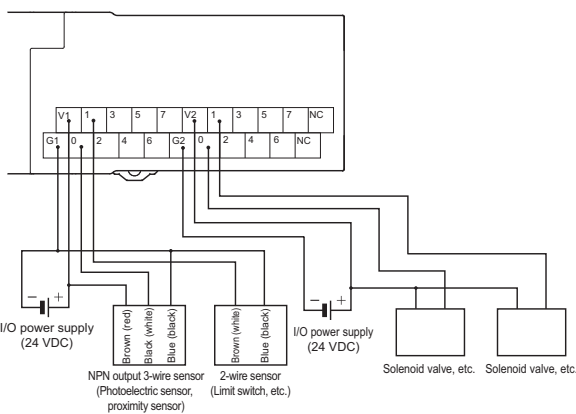 V1 1 3 5 7 V2 1 3 5 7 NC
G1 0 2 4 6 G2 0 2 4 6 NC
− +
I/O power supply
(24 VDC)
Brown (red)
Black (white)
Blue (black)
NPN output 3-wire sensor
(Photoelectric sensor,
proximity sensor)
Brown (white)
Blue (black)
2-wire sensor
(Limit switch, etc.)
− +
I/O power supply
(24 VDC)
Solenoid valve, etc.
Solenoid valve, etc.